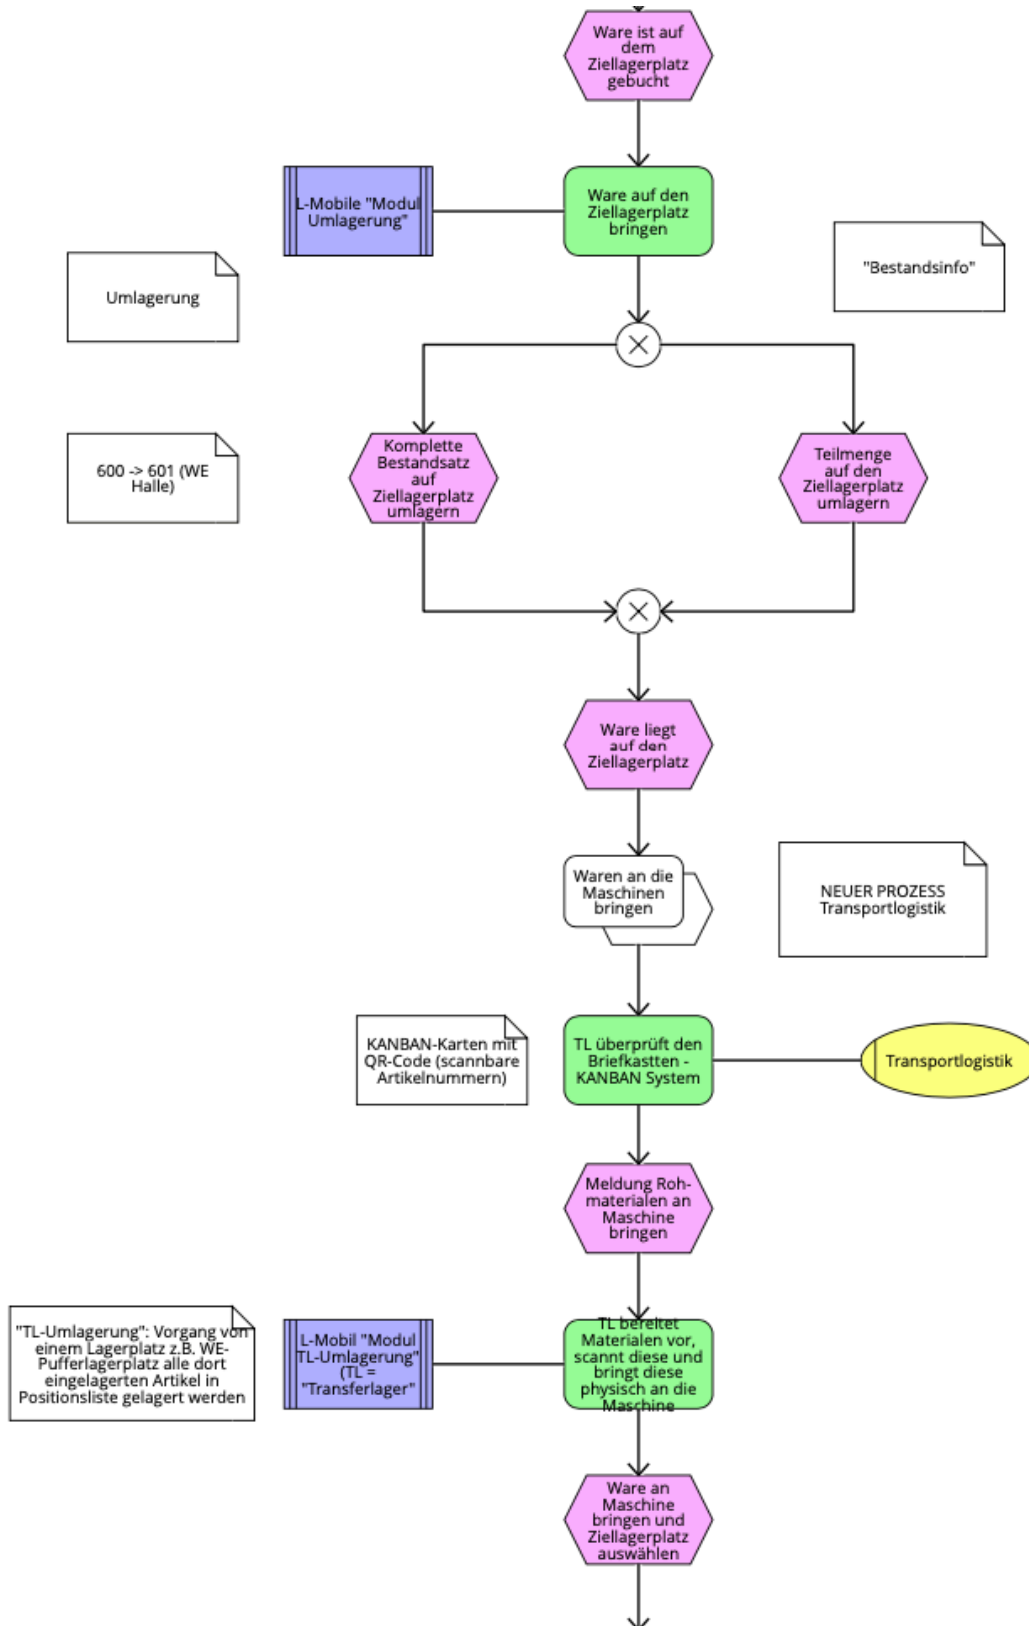 Ware ist auf
dem
Ziellagerplatz
gebucht
L-Mobile "Modul
Umlagerung"
Ware auf den
Ziellagerplatz
bringen
"Bestandsinfo"
Umlagerung
600 -> 601 (WE
Halle)
Komplette
Bestandsatz
auf
Ziellagerplatz
umlagern
Teilmenge
auf den
Ziellagerplatz
umlagern
Ware liegt
auf den
Ziellagerplatz
Waren an die
Maschinen
bringen
NEUER PROZESS
Transportlogistik
KANBAN-Karten mit
QR-Code (scannbare
Artikelnummern)
TL überprüft den
Briefkastten -
KANBAN System
Transportlogistik
Meldung Roh-
materialen an
Maschine
bringen
"TL-Umlagerung": Vorgang von
einem Lagerplatz z.B. WE-
Pufferlagerplatz alle dort
eingelagerten Artikel in
Positionsliste gelagert werden
L-Mobil "Modul
TL-Umlagerung"
(TL =
"Transferlager"
TL bereitet
Materialen vor,
scannt diese und
bringt diese
physisch an die
Maschine
Ware an
Maschine
bringen und
Ziellagerplatz
auswählen